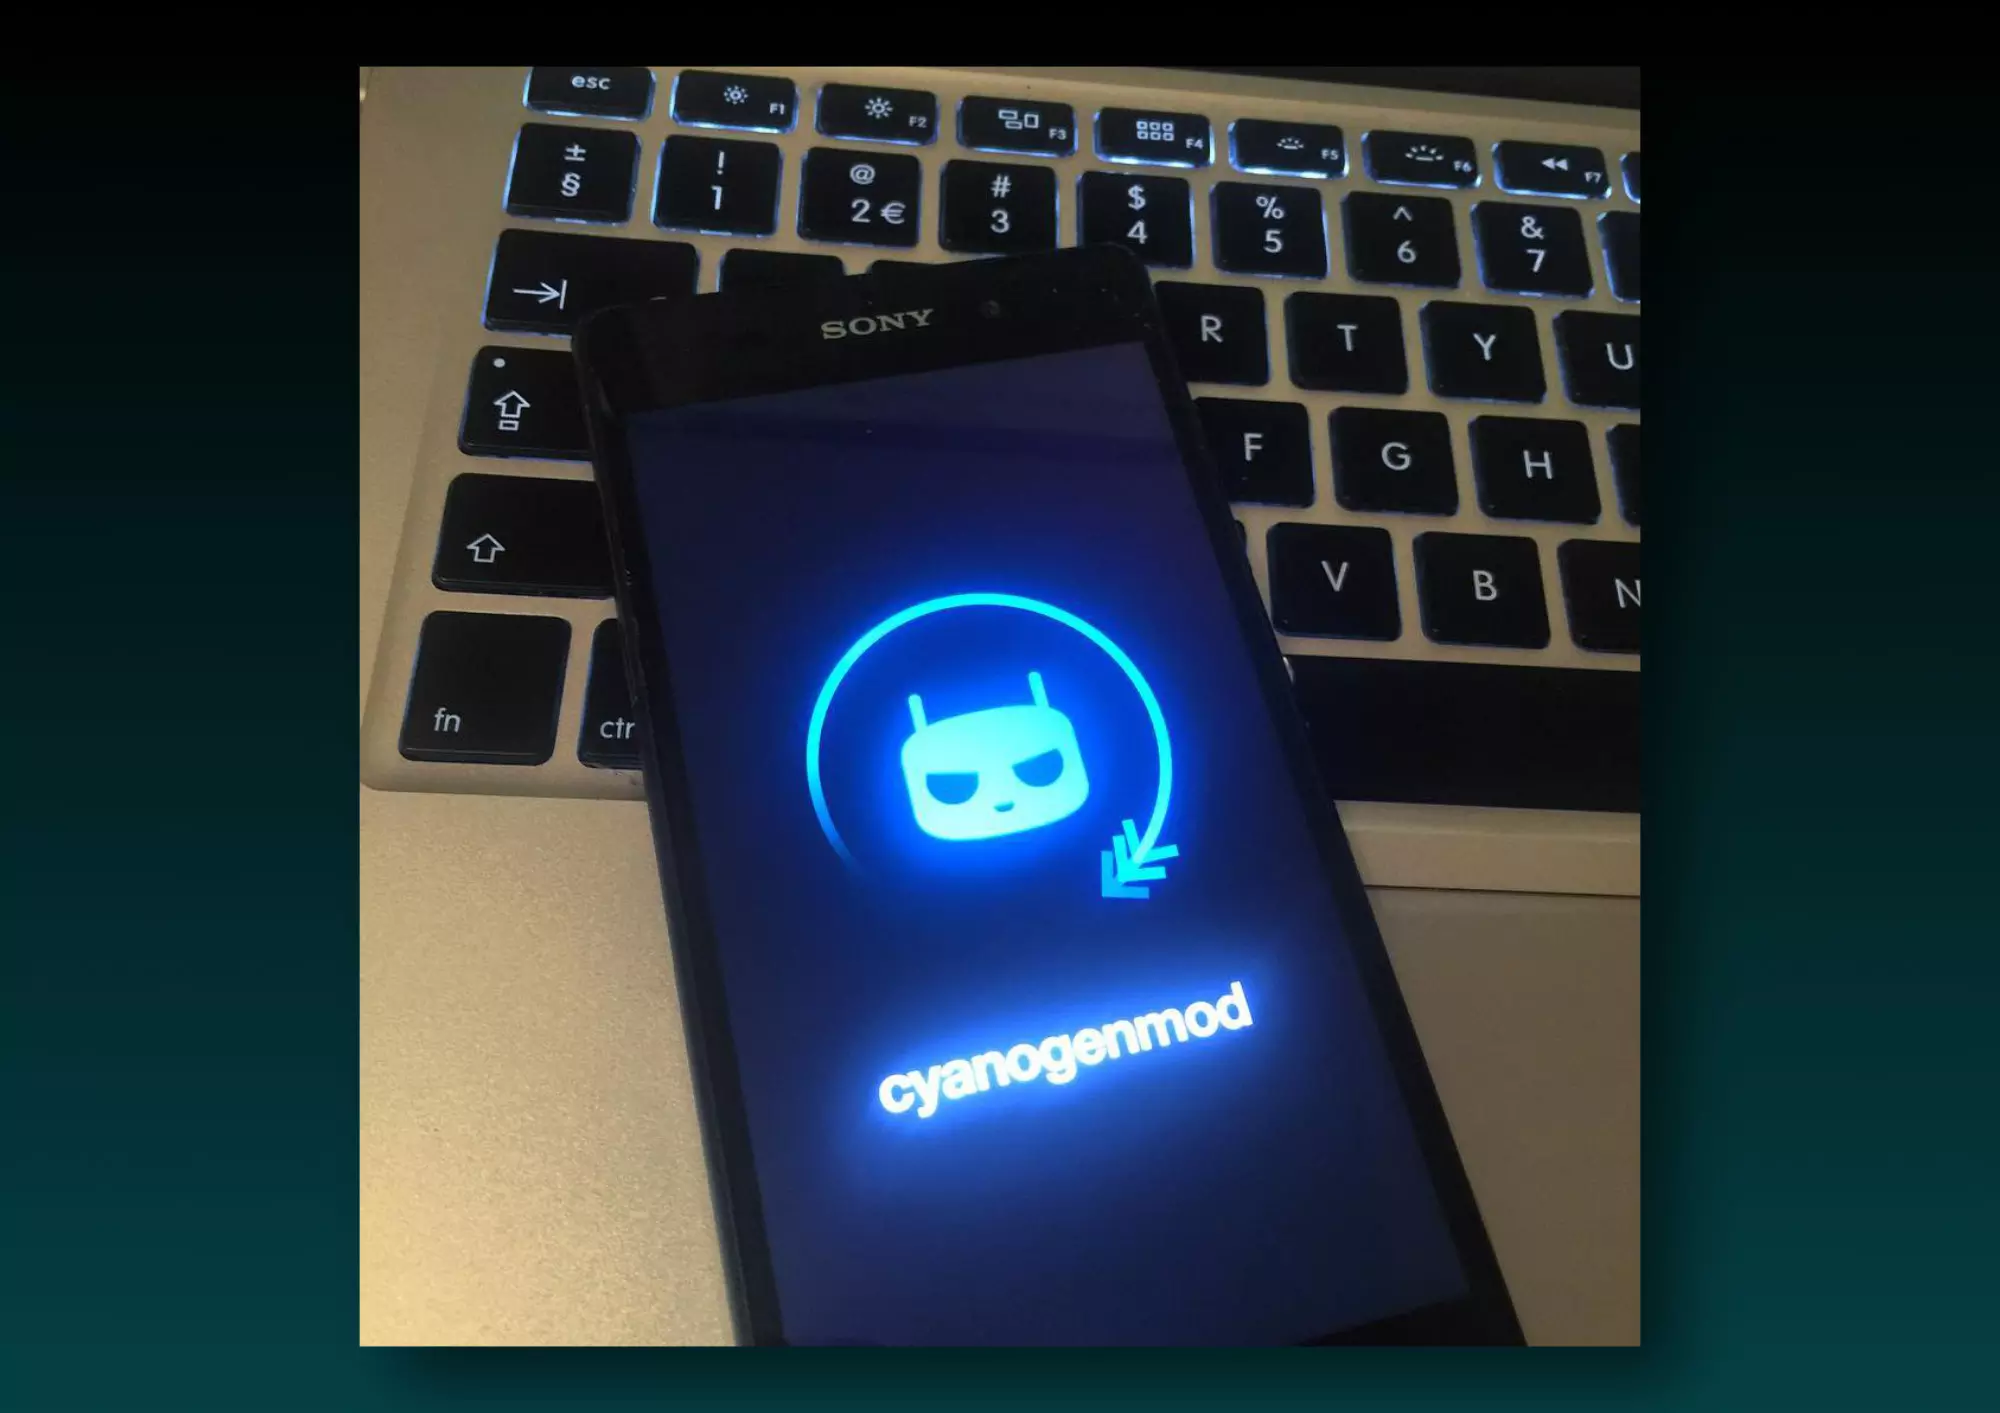 esc F1 F2 F3 F4 F5 F6 F7
± ! @ # $ % ^ &
§ 1 2 € 3 4 5 6 7
SONY
R T Y U
F G H
V B N
fn ctr
cyanogenmod